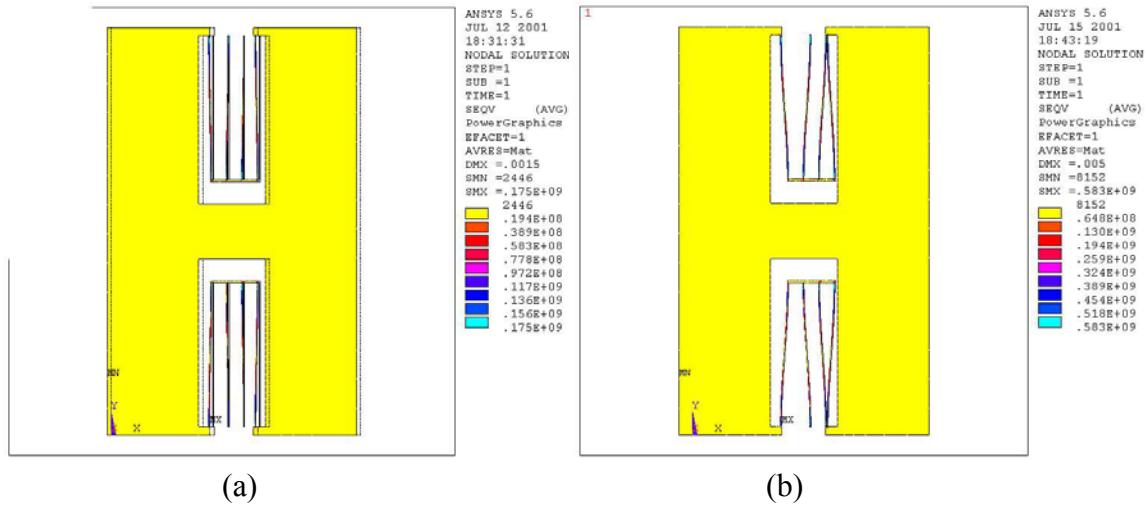 ANSYS 5.6
JUL 12 2001
18:31:31
NODAL SOLUTION
STEP=1
SUB =1
TIME=1
SEQV (AVG)
PowerGraphics
EFACET=1
AVRES=Mat
DMX =.0015
SMN =2446
SMX =.175E+09
2446
.194E+08
.389E+08
.583E+08
.778E+08
.972E+08
.117E+09
.136E+09
.156E+09
.175E+09
MN
Y
X
MX
(a)
1
ANSYS 5.6
JUL 15 2001
18:43:19
NODAL SOLUTION
STEP=1
SUB =1
TIME=1
SEQV (AVG)
PowerGraphics
EFACET=1
AVRES=Mat
DMX =.005
SMN =8152
SMX =.583E+09
8152
.648E+08
.130E+09
.194E+09
.259E+09
.324E+09
.389E+09
.454E+09
.518E+09
.583E+09
MN
Y
X
MX
(b)